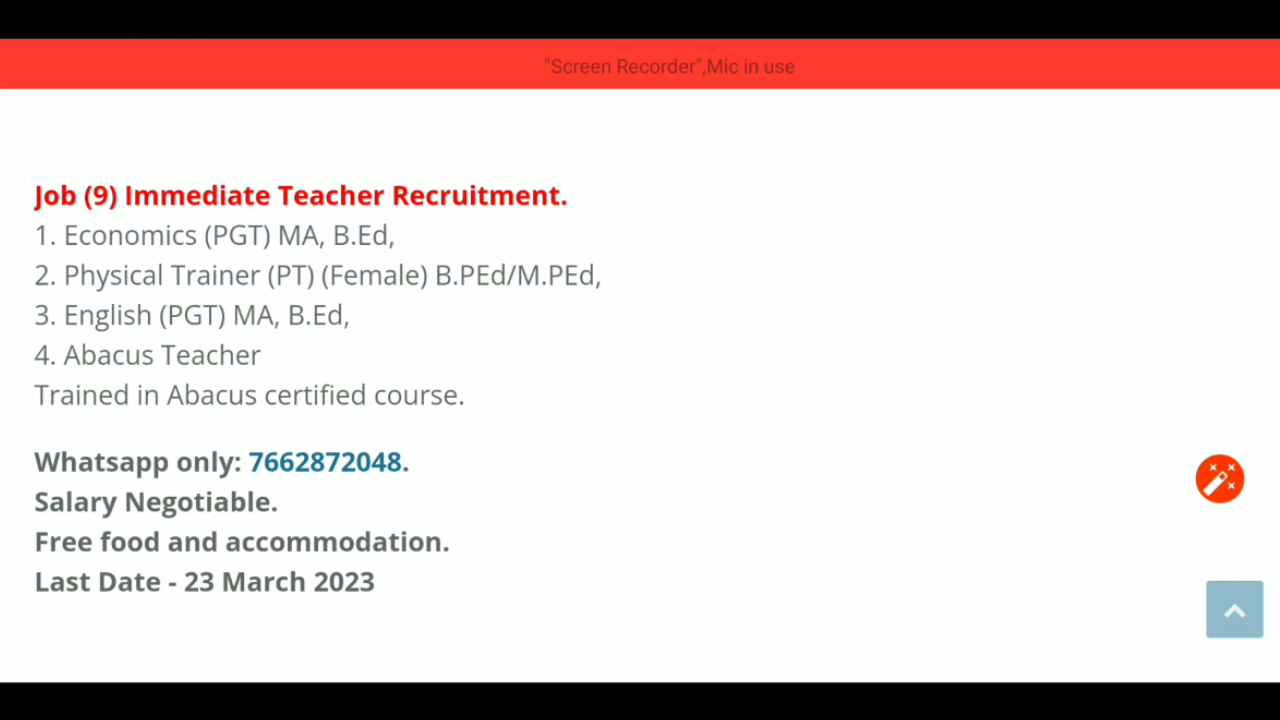 "Screen Recorder",Mic in use
Job (9) Immediate Teacher Recruitment.
1. Economics (PGT) MA, B.Ed,
2. Physical Trainer (PT) (Female) B.PEd/M.PEd,
3. English (PGT) MA, B.Ed,
4. Abacus Teacher
Trained in Abacus certified course.
Whatsapp only: 7662872048.
Salary Negotiable.
Free food and accommodation.
Last Date - 23 March 2023